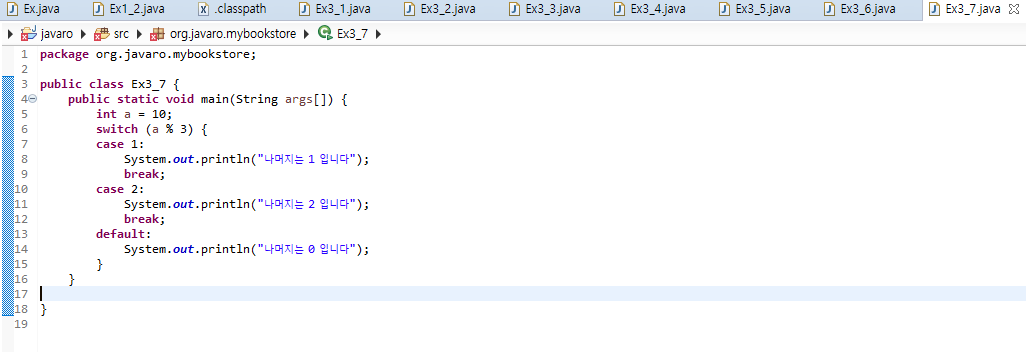 Ex.java Ex1_2.java .classpath Ex3_1.java Ex3_2.java Ex3_3.java Ex3_4.java Ex3_5.java Ex3_6.java Ex3_7.java
javaro src org.javaro.mybookstore Ex3_7
1 package org.javaro.mybookstore;
2
3 public class Ex3_7 {
4 public static void main(String args[]) {
5 int a = 10;
6 switch (a % 3) {
7 case 1:
8 System.out.println("나머지는 1 입니다");
9 break;
10 case 2:
11 System.out.println("나머지는 2 입니다");
12 break;
13 default:
14 System.out.println("나머지는 0 입니다");
15 }
16 }
17
18 }
19